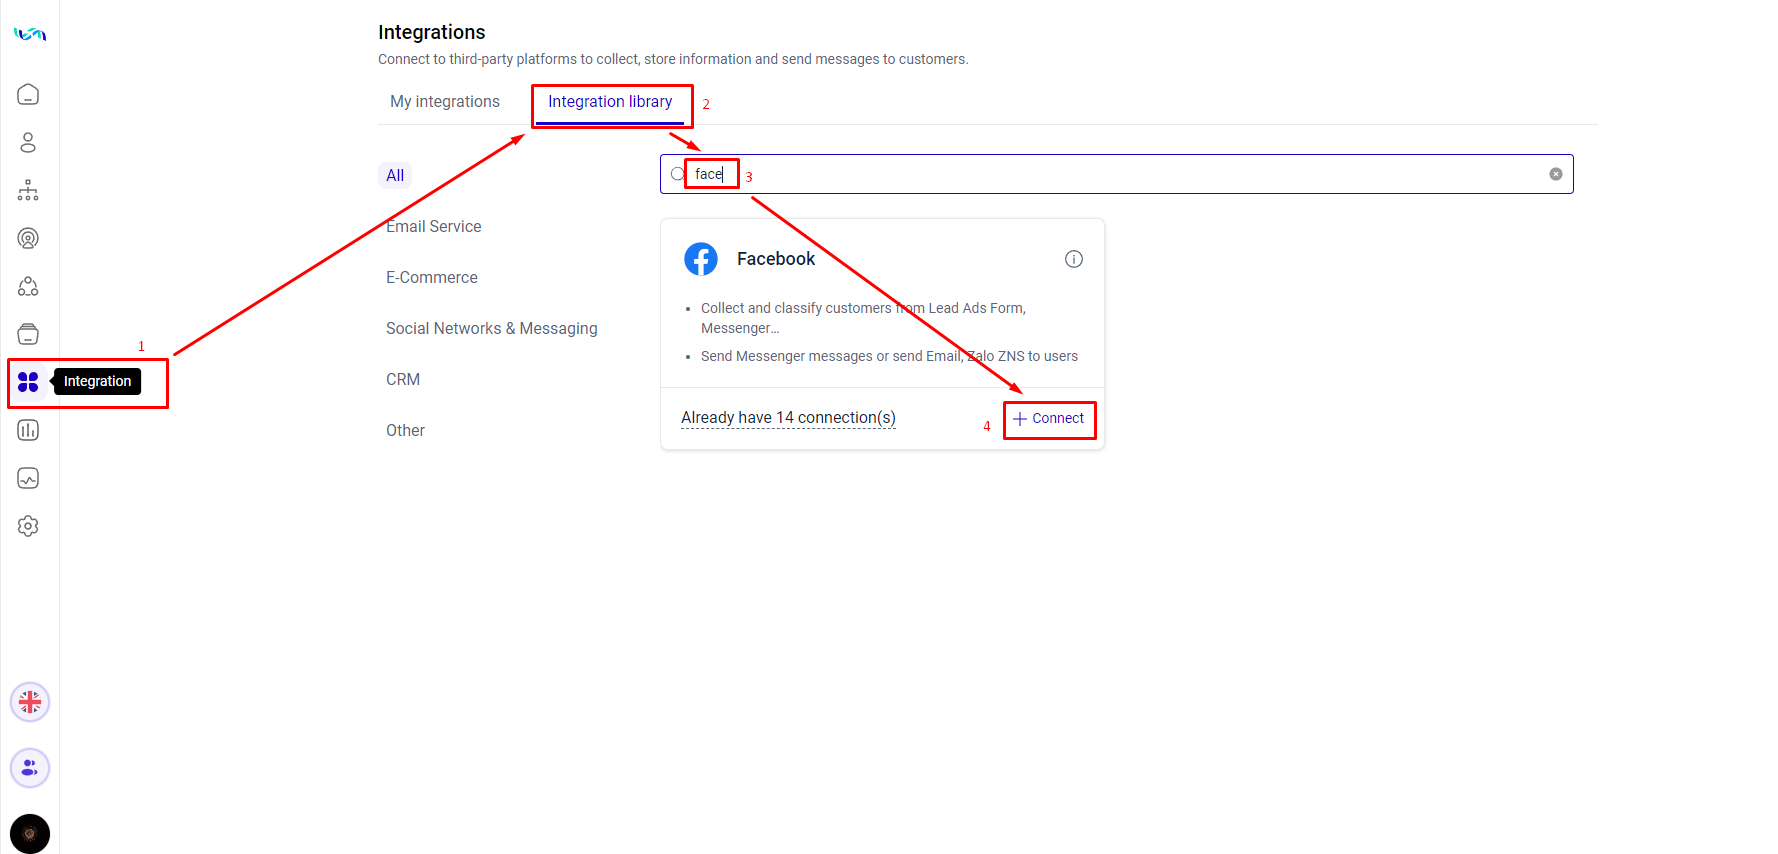 Integrations
Connect to third-party platforms to collect, store information and send messages to customers.
My integrations
Integration library
2
All
face
3
Email Service
E-Commerce
Social Networks & Messaging
CRM
Other
Facebook
Collect and classify customers from Lead Ads Form,
Messenger...
Send Messenger messages or send Email, Zalo ZNS to users
Already have 14 connection(s)
4
+ Connect
1
Integration